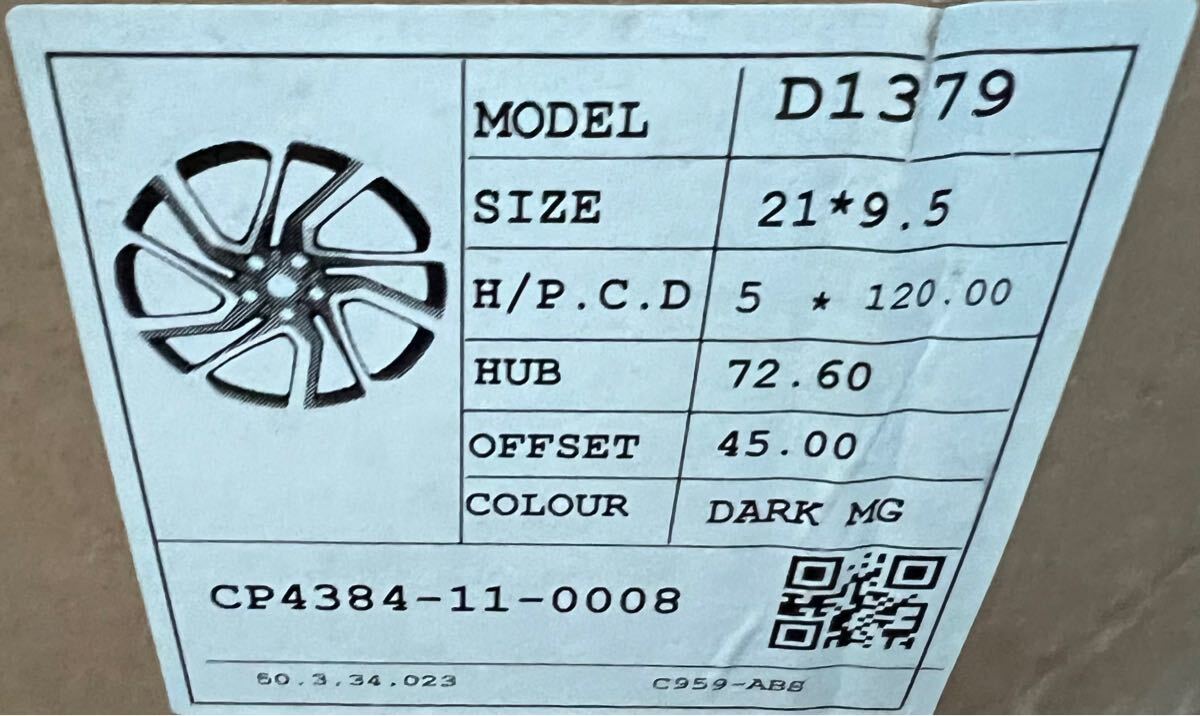 MODEL D1379
SIZE 21*9.5
H/P.C.D 5 * 120.00
HUB 72.60
OFFSET 45.00
COLOUR DARK MG
CP4384-11-0008
60.3.34.023 C959-ABS